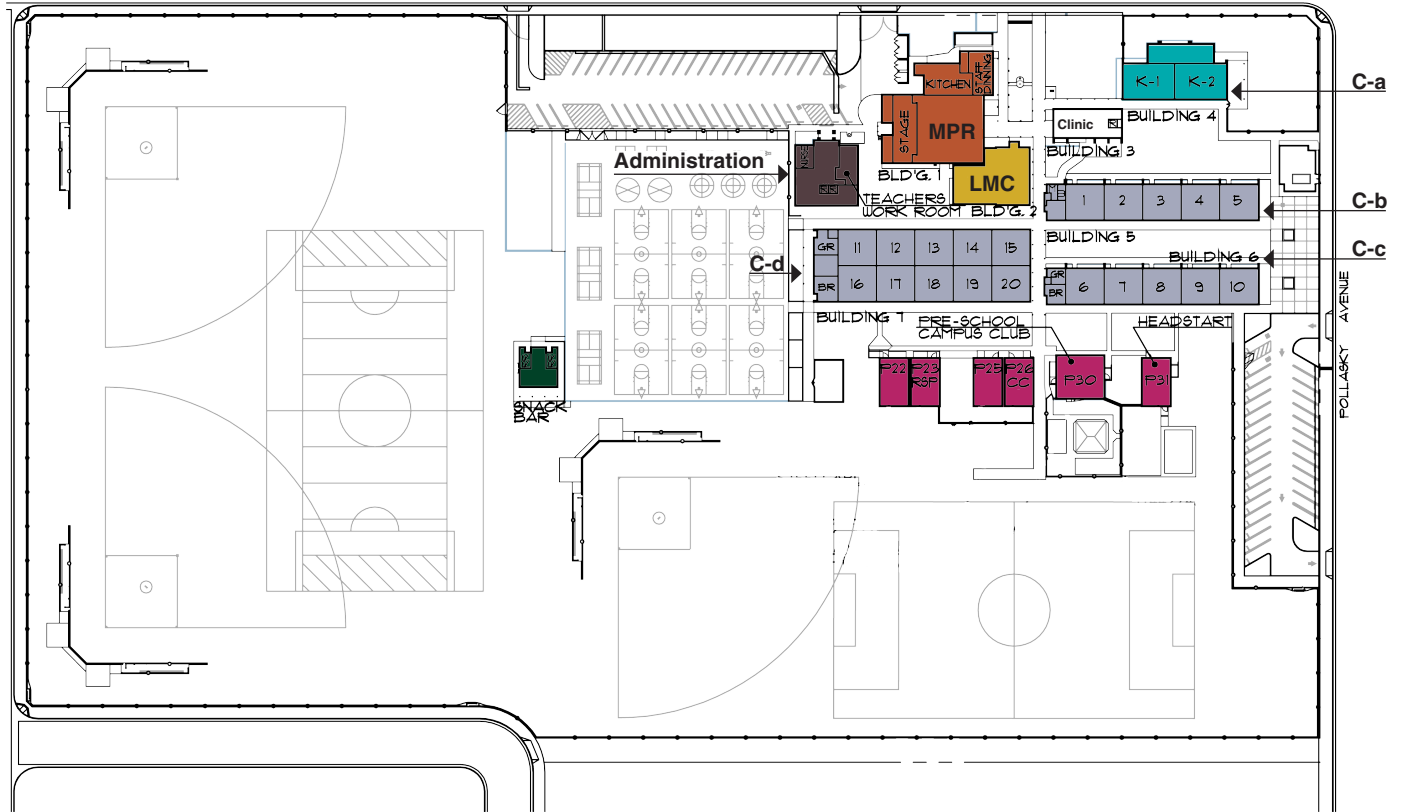 K-1
K-2
C-a
KITCHEN
STAFF
DINING
BUILDING 4
STAGE
MPR
Clinic
BUILDING 3
Administration
NURSE
BLD'G. 1
LMC
TEACHERS
WORK ROOM
BLD'G. 2
1
2
3
4
5
C-b
BUILDING 5
C-c
BUILDING 6
C-d
GR
11
12
13
14
15
BR
16
17
18
19
20
GR
BR
6
7
8
9
10
BUILDING 7
PRE-SCHOOL
CAMPUS CLUB
HEADSTART
P22
P23
RSP
P25
P26
CC
P30
P31
SNACK
BAR
POLLASKY AVENUE